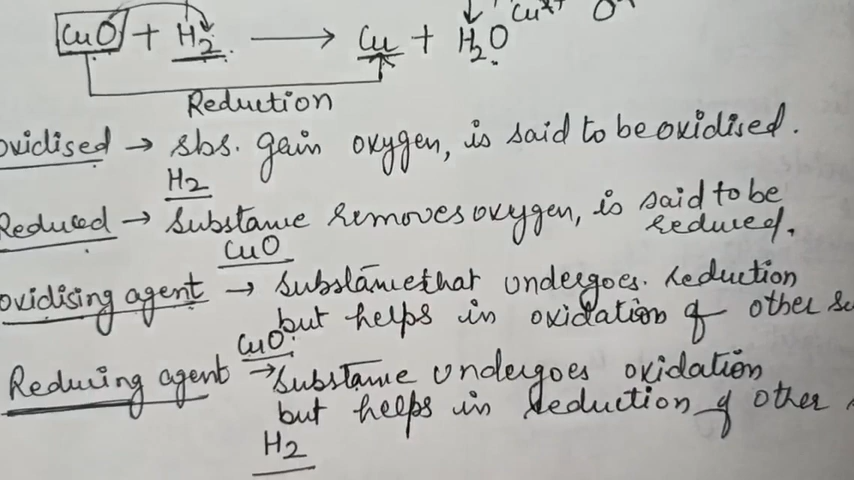 Cu²⁺ O
CuO + H₂ → Cu + H₂O
Reduction
oxidised → sbs. gain oxygen, is said to be oxidised.
H₂
Reduced → Substance removes oxygen, is said to be
reduced.
CuO
oxidising agent → Substance that undergoes. reduction
but helps in oxidation of other
CuO
Reducing agent → Substance undergoes oxidation
but helps in reduction of other
H₂